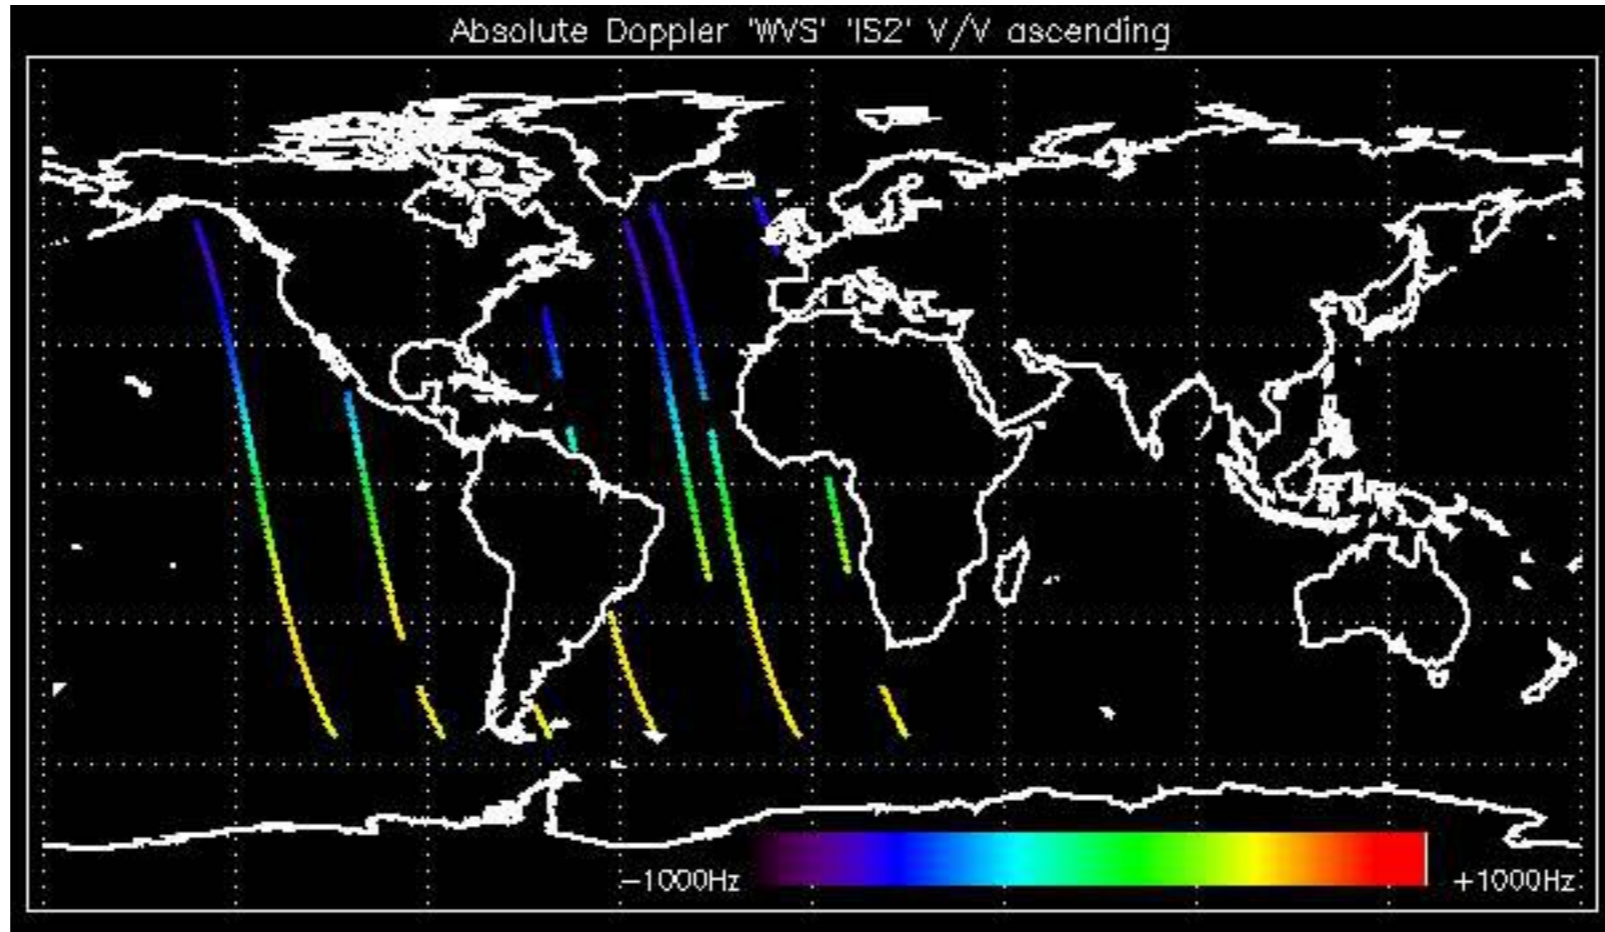 Absolute Doppler 'WVS' 'IS2' V/V ascending
−1000Hz
+1000Hz